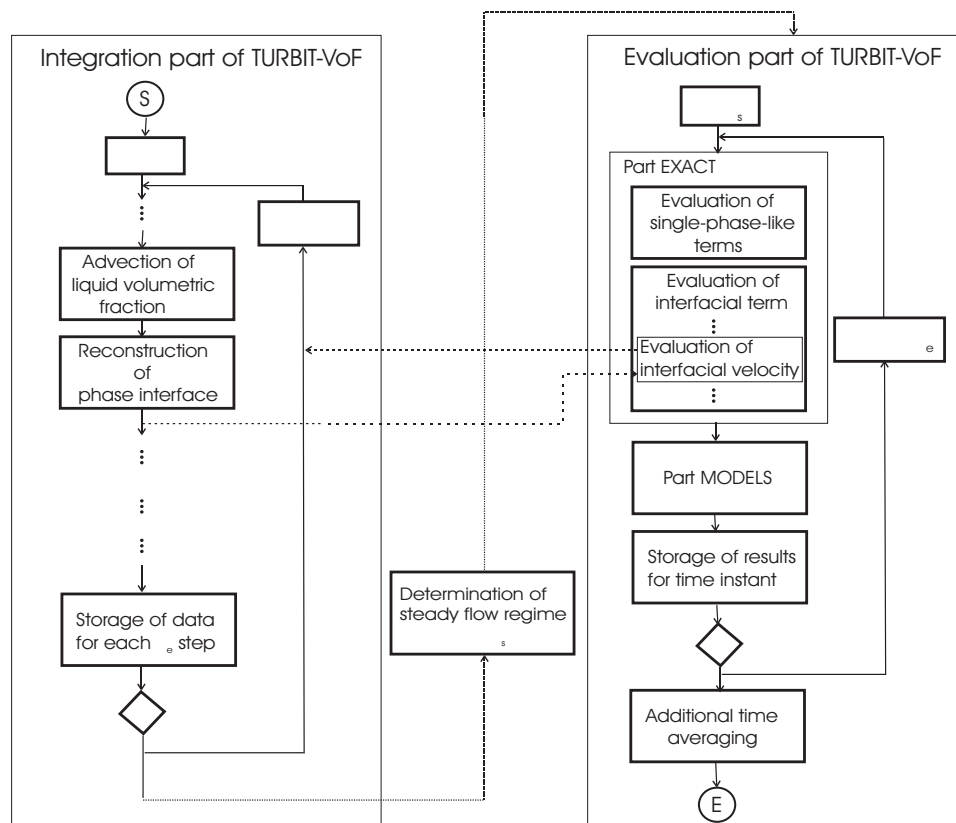 Integration part of TURBIT-VoF
S
Advection of
liquid volumetric
fraction
Reconstruction
of
phase interface
Storage of data
for each e step
Determination of
steady flow regime
s
Evaluation part of TURBIT-VoF
s
Part EXACT
Evaluation of
single-phase-like
terms
Evaluation of
interfacial term
Evaluation of
interfacial velocity
e
Part MODELS
Storage of results
for time instant
Additional time
averaging
E